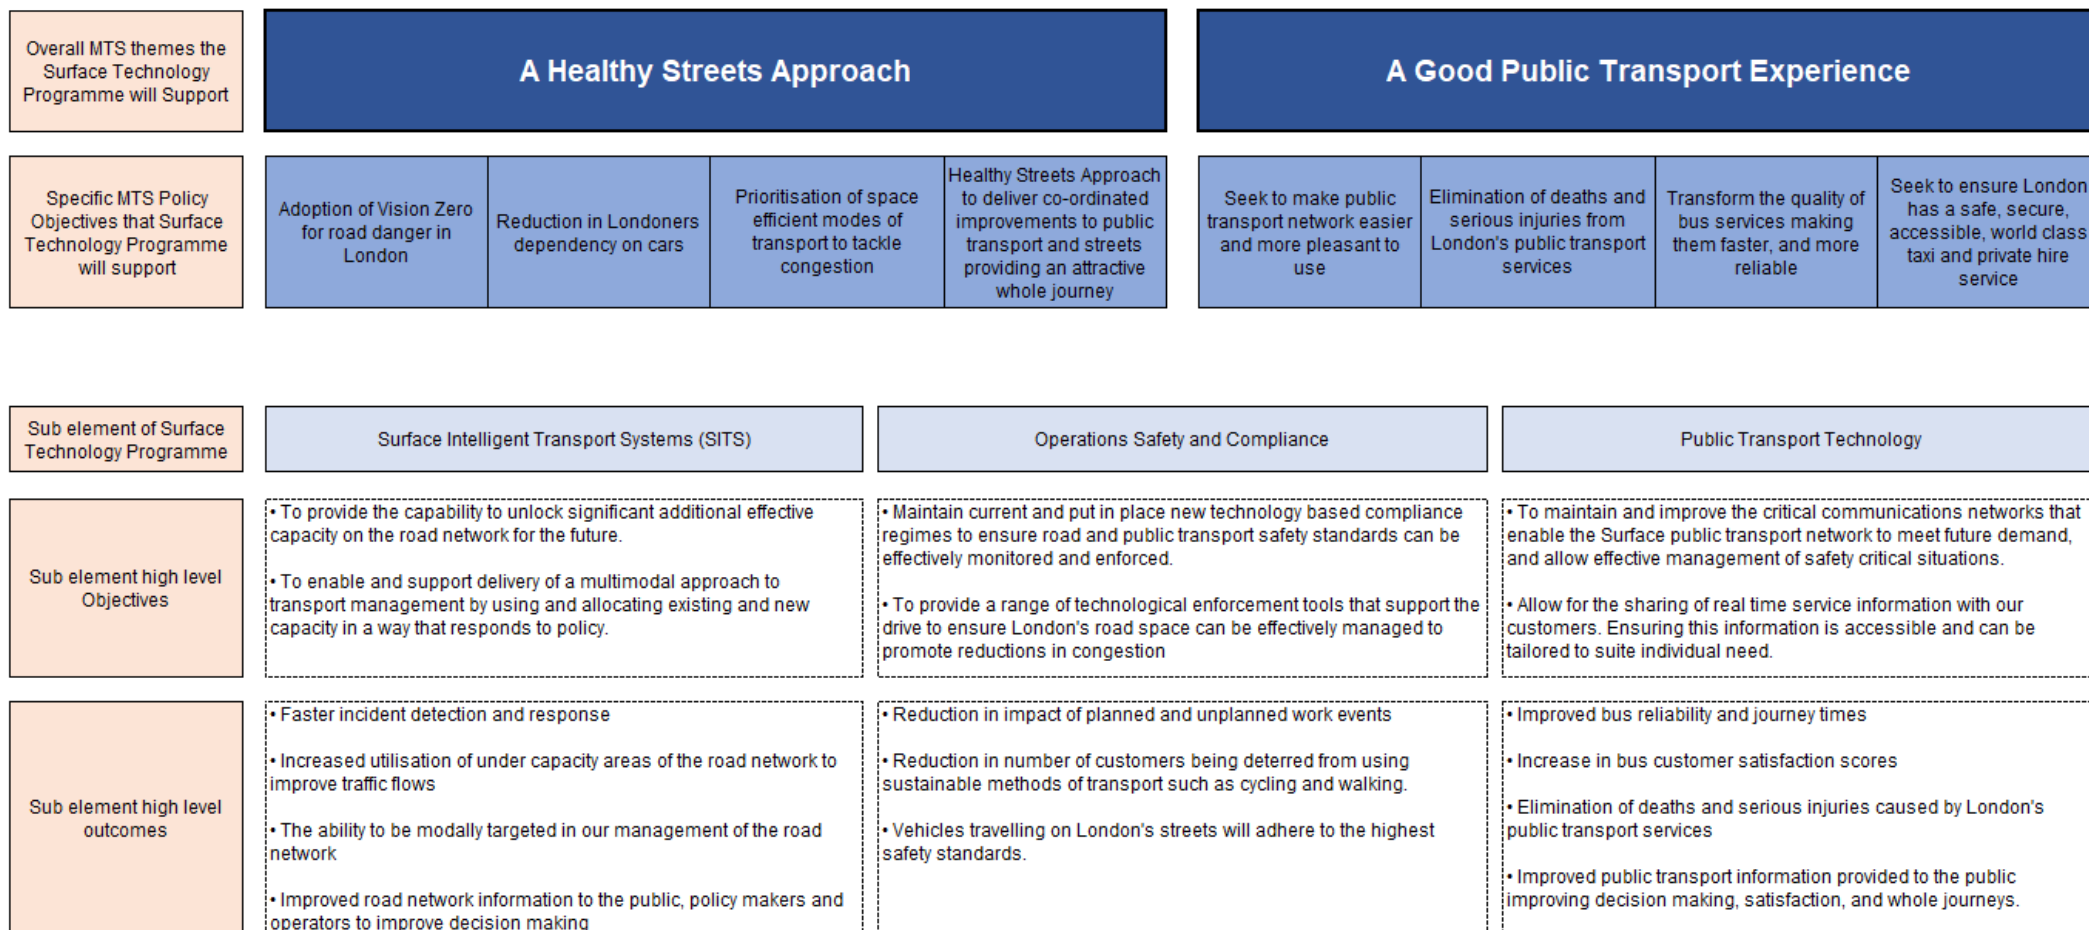 Overall MTS themes the
Surface Technology
Programme will Support
A Healthy Streets Approach
A Good Public Transport Experience
Specific MTS Policy
Objectives that Surface
Technology Programme
will support
Adoption of Vision Zero
for road danger in
London
Reduction in Londoners
dependency on cars
Prioritisation of space
efficient modes of
transport to tackle
congestion
Healthy Streets Approach
to deliver co-ordinated
improvements to public
transport and streets
providing an attractive
whole journey
Seek to make public
transport network easier
and more pleasant to
use
Elimination of deaths and
serious injuries from
London's public transport
services
Transform the quality of
bus services making
them faster, and more
reliable
Seek to ensure London
has a safe, secure,
accessible, world class
taxi and private hire
service
Sub element of Surface
Technology Programme
Surface Intelligent Transport Systems (SITS)
Operations Safety and Compliance
Public Transport Technology
Sub element high level
Objectives
• To provide the capability to unlock significant additional effective
capacity on the road network for the future.
• To enable and support delivery of a multimodal approach to
transport management by using and allocating existing and new
capacity in a way that responds to policy.
• Maintain current and put in place new technology based compliance
regimes to ensure road and public transport safety standards can be
effectively monitored and enforced.
• To provide a range of technological enforcement tools that support the
drive to ensure London's road space can be effectively managed to
promote reductions in congestion
• To maintain and improve the critical communications networks that
enable the Surface public transport network to meet future demand,
and allow effective management of safety critical situations.
• Allow for the sharing of real time service information with our
customers. Ensuring this information is accessible and can be
tailored to suite individual need.
Sub element high level
outcomes
• Faster incident detection and response
• Increased utilisation of under capacity areas of the road network to
improve traffic flows
• The ability to be modally targeted in our management of the road
network
• Improved road network information to the public, policy makers and
operators to improve decision making
• Reduction in impact of planned and unplanned work events
• Reduction in number of customers being deterred from using
sustainable methods of transport such as cycling and walking.
• Vehicles travelling on London's streets will adhere to the highest
safety standards.
• Improved bus reliability and journey times
• Increase in bus customer satisfaction scores
• Elimination of deaths and serious injuries caused by London's
public transport services
• Improved public transport information provided to the public
improving decision making, satisfaction, and whole journeys.